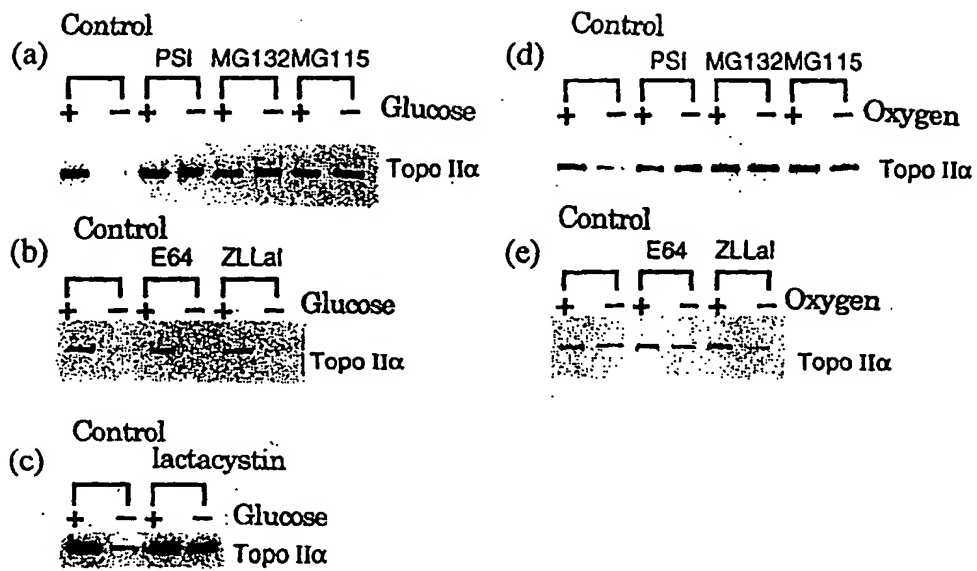 (a) Control
PSI MG132MG115
+ − + − + − + − Glucose
Topo IIα
(b) Control
E64 ZLLal
+ − + − + − Glucose
Topo IIα
(c) Control
lactacystin
+ − + − Glucose
Topo IIα
(d) Control
PSI MG132MG115
+ − + − + − + − Oxygen
Topo IIα
(e) Control
E64 ZLLal
+ − + − + − Oxygen
Topo IIα